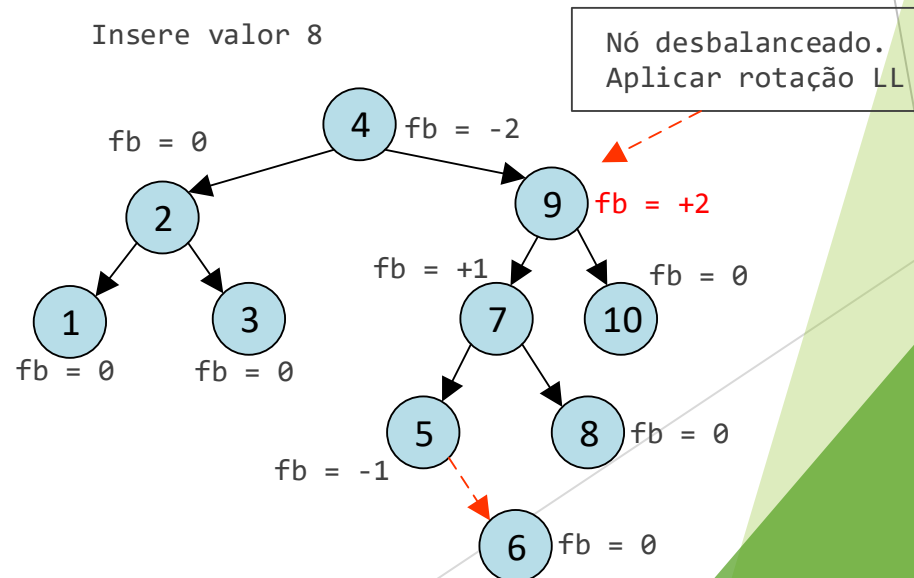 Insere valor 8
Nó desbalanceado.
Aplicar rotação LL
4
fb = -2
fb = 0
2
9
fb = +2
fb = +1
fb = 0
1
3
7
10
fb = 0
fb = 0
5
8
fb = 0
fb = -1
6
fb = 0